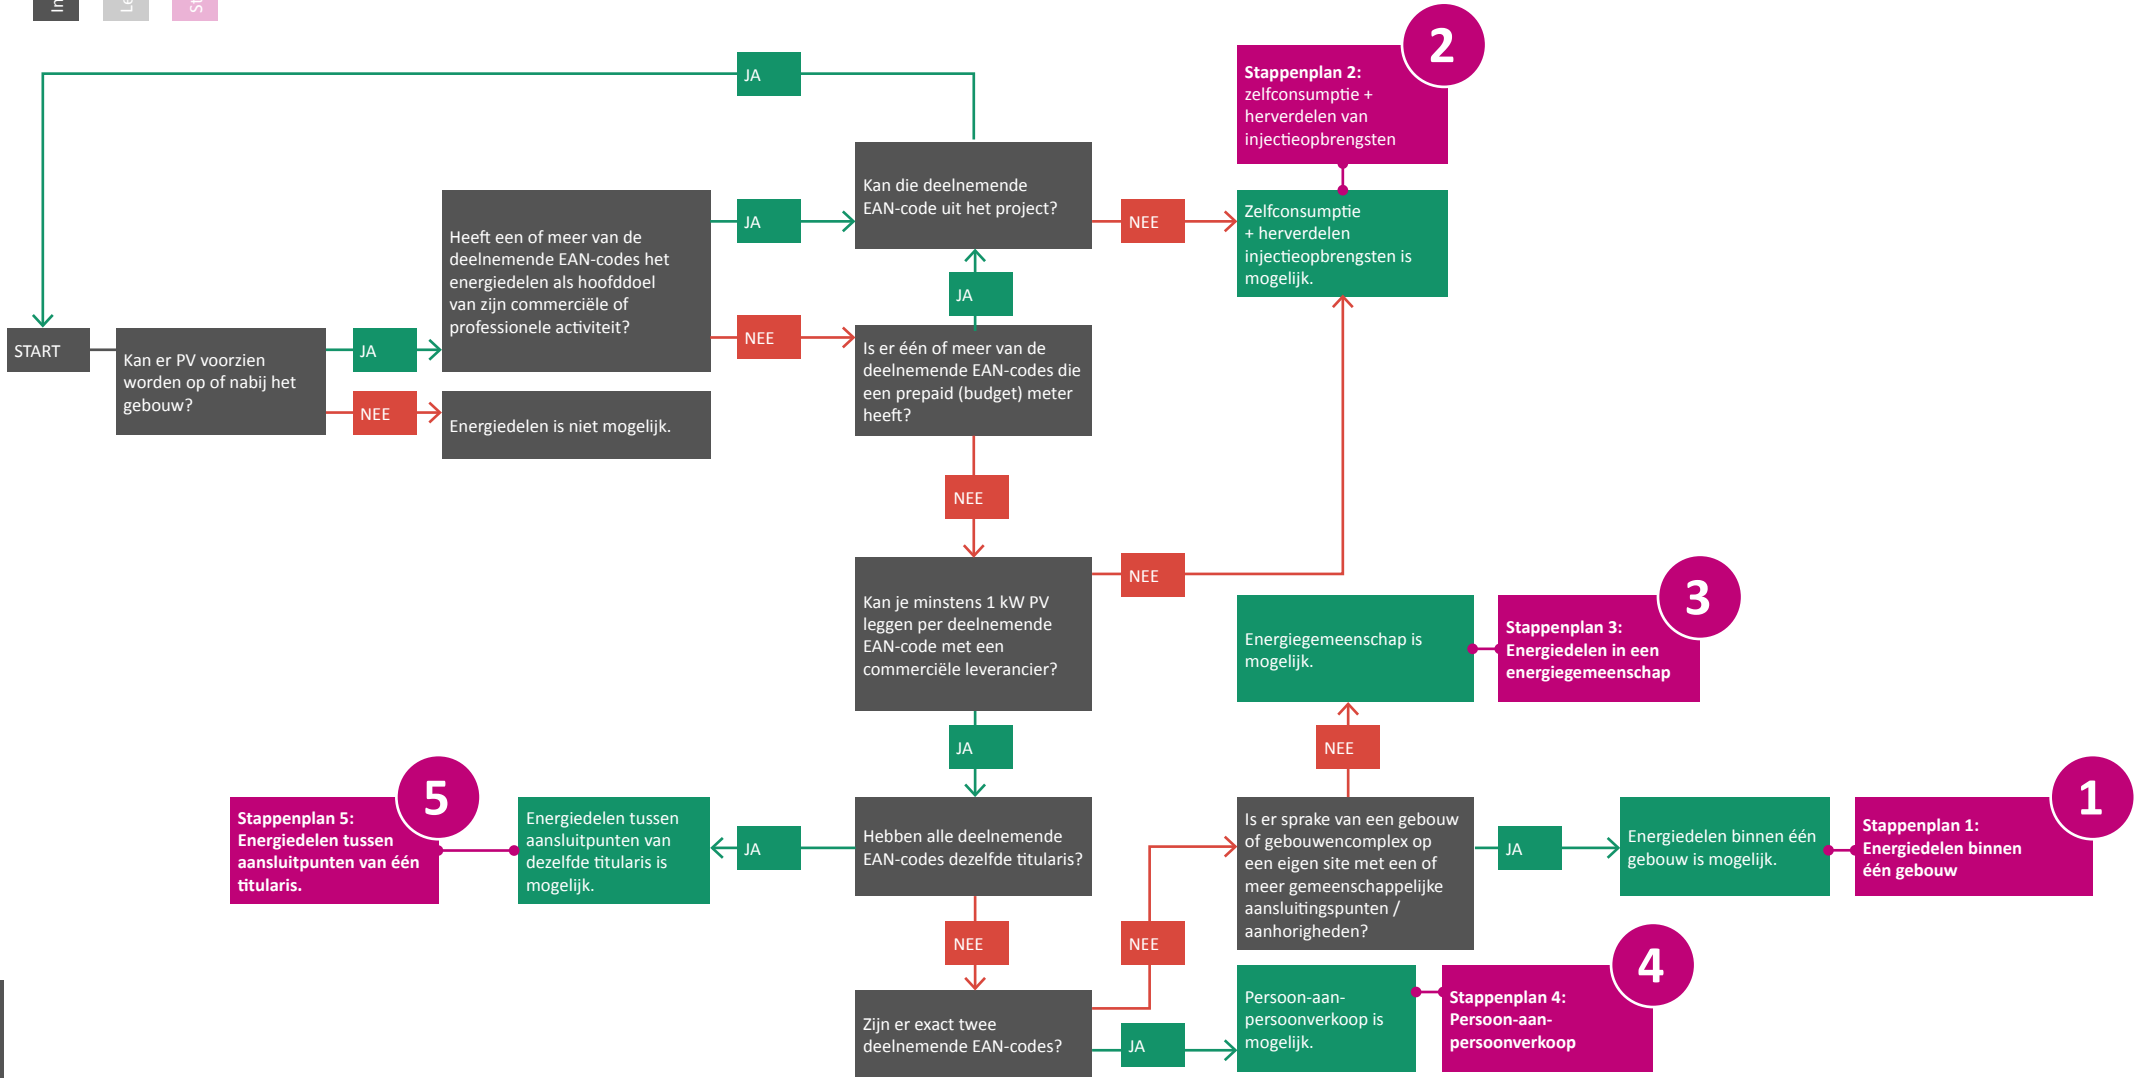 In
Le
St
JA
2
Stappenplan 2:
zelfconsumptie +
herverdelen van
injectieopbrengsten
Kan die deelnemende
EAN-code uit het project?
JA
NEE
Zelfconsumptie
+ herverdelen
injectieopbrengsten is
mogelijk.
Heeft een of meer van de
deelnemende EAN-codes het
energiedelen als hoofddoel
van zijn commerciële of
professionele activiteit?
JA
NEE
START
Kan er PV voorzien
worden op of nabij het
gebouw?
JA
NEE
Energiedelen is niet mogelijk.
Is er één of meer van de
deelnemende EAN-codes die
een prepaid (budget) meter
heeft?
NEE
Kan je minstens 1 kW PV
leggen per deelnemende
EAN-code met een
commerciële leverancier?
NEE
3
Energiegemeenschap is
mogelijk.
Stappenplan 3:
Energiedelen in een
energiegemeenschap
JA
NEE
5
Stappenplan 5:
Energiedelen tussen
aansluitpunten van één
titularis.
Energiedelen tussen
aansluitpunten van
dezelfde titularis is
mogelijk.
JA
Hebben alle deelnemende
EAN-codes dezelfde titularis?
Is er sprake van een gebouw
of gebouwencomplex op
een eigen site met een of
meer gemeenschappelijke
aansluitingspunten /
aanhorigheden?
JA
Energiedelen binnen één
gebouw is mogelijk.
1
Stappenplan 1:
Energiedelen binnen
één gebouw
NEE
NEE
Zijn er exact twee
deelnemende EAN-codes?
JA
Persoon-aan-
persoonverkoop is
mogelijk.
4
Stappenplan 4:
Persoon-aan-
persoonverkoop